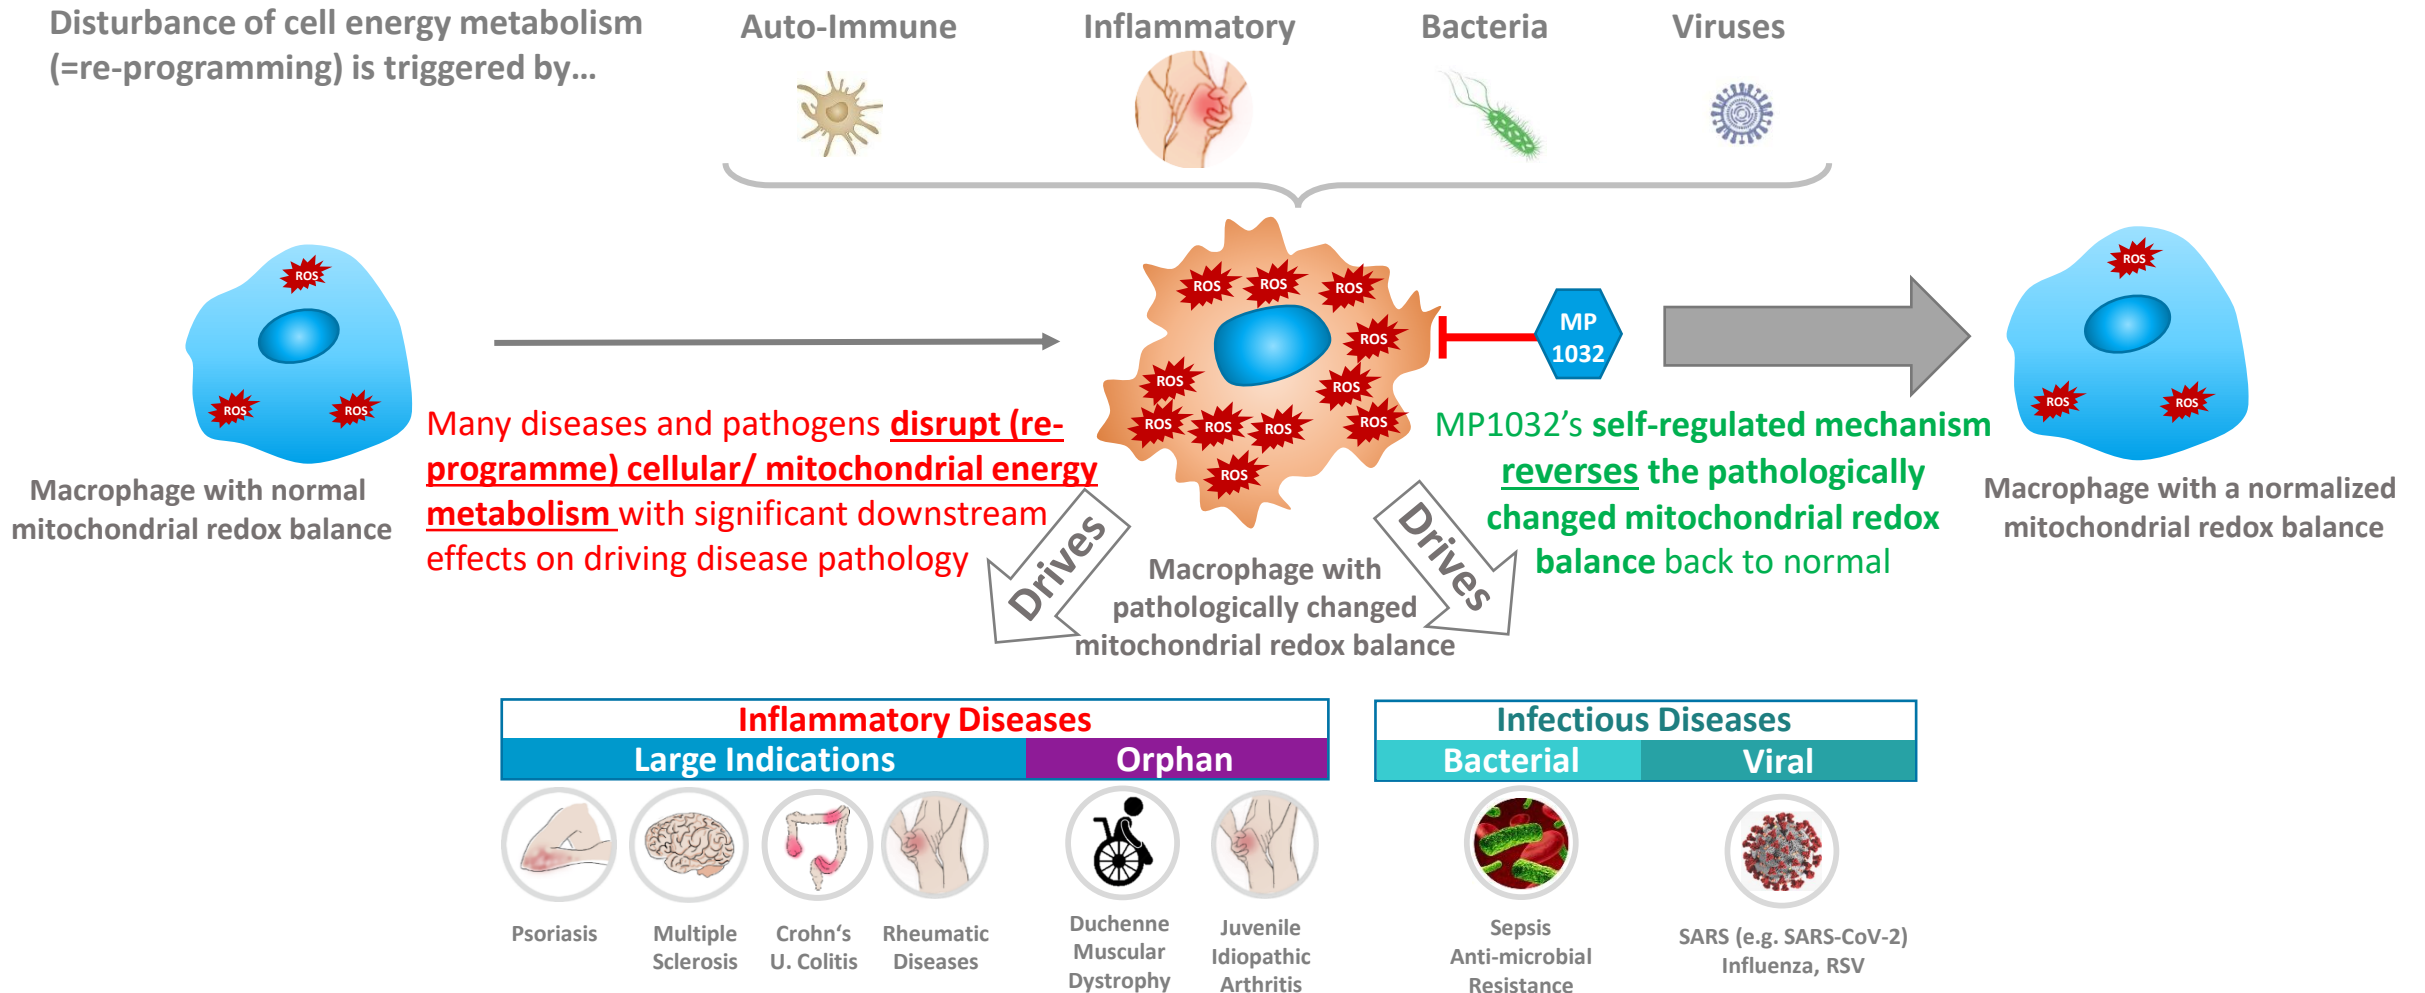 Disturbance of cell energy metabolism
(=re-programming) is triggered by...
Auto-Immune
Inflammatory
Bacteria
Viruses
ROS
ROS
ROS
Macrophage with normal
mitochondrial redox balance
Many diseases and pathogens disrupt (re-
programme) cellular/ mitochondrial energy
metabolism with significant downstream
effects on driving disease pathology
ROS
ROS
ROS
ROS
ROS
ROS
ROS
ROS
ROS
ROS
ROS
MP
1032
MP1032’s self-regulated mechanism
reverses the pathologically
changed mitochondrial redox
balance back to normal
ROS
ROS
ROS
Macrophage with a normalized
mitochondrial redox balance
Drives
Drives
Macrophage with
pathologically changed
mitochondrial redox balance
Inflammatory Diseases
Large Indications
Orphan
Psoriasis
Multiple
Sclerosis
Crohn‘s
U. Colitis
Rheumatic
Diseases
Duchenne
Muscular
Dystrophy
Juvenile
Idiopathic
Arthritis
Infectious Diseases
Bacterial
Viral
Sepsis
Anti-microbial
Resistance
SARS (e.g. SARS-CoV-2)
Influenza, RSV